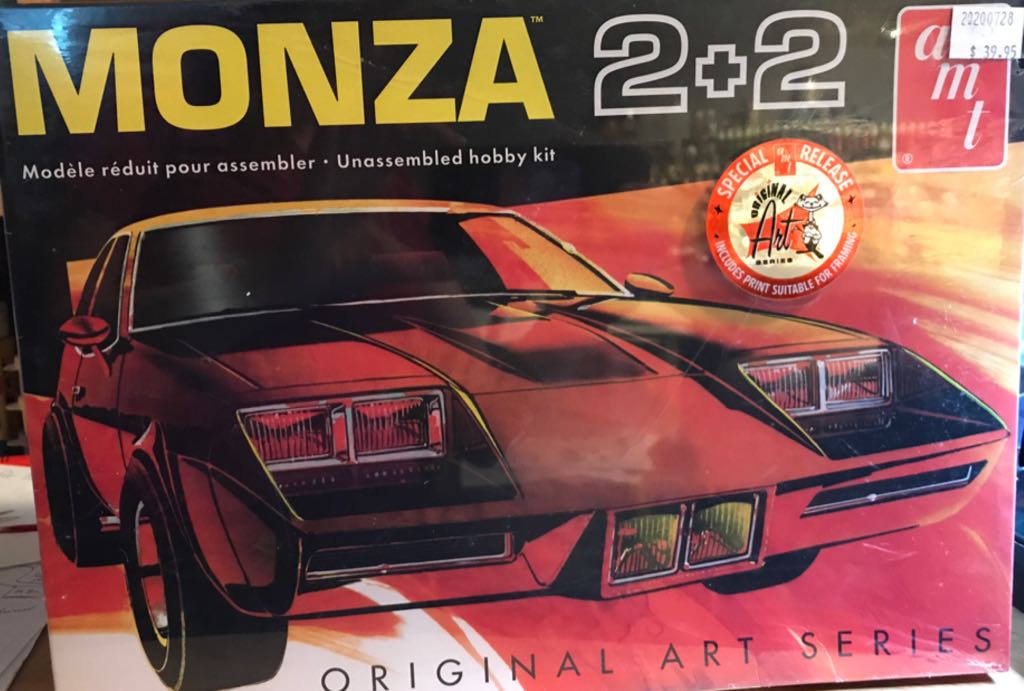 MONZA™ 2+2
Modèle réduit pour assembler · Unassembled hobby kit
amt
®
20200728
$ 39.95
SPECIAL amt RELEASE
ORIGINAL
Art
SERIES
INCLUDES PRINT SUITABLE FOR FRAMING
ORIGINAL ART SERIES